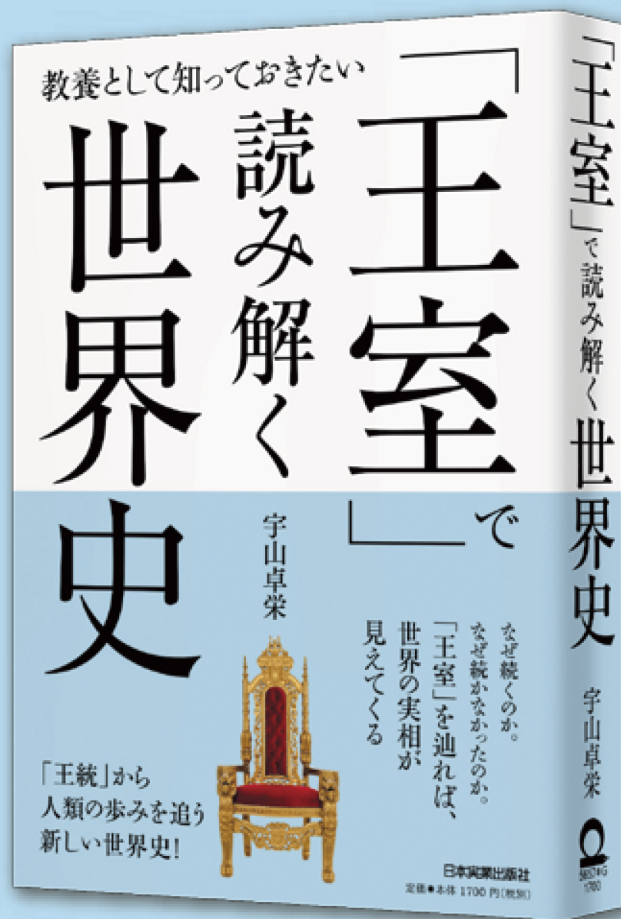 教養として知っておきたい
「王室」で
読み解く
世界史
宇山卓栄
なぜ続くのか。
なぜ続かなかったのか。
「王室」を辿れば、
世界の実相が
見えてくる
「王統」から
人類の歩みを追う
新しい世界史!
日本実業出版社
定価●本体1700円(税別)
「王室」で読み解く世界史
宇山卓栄